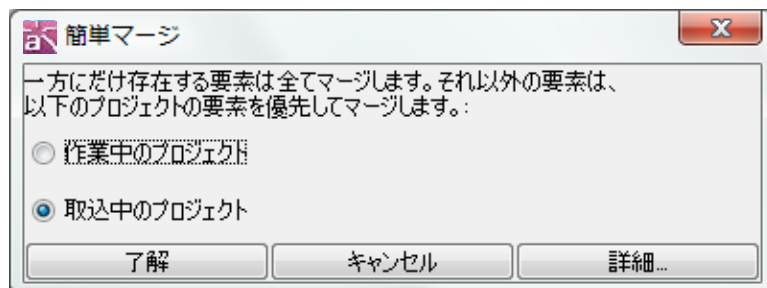 簡単マージ
一方にだけ存在する要素は全てマージします。それ以外の要素は、
以下のプロジェクトの要素を優先してマージします。:
作業中のプロジェクト
取込中のプロジェクト
了解 キャンセル 詳細...